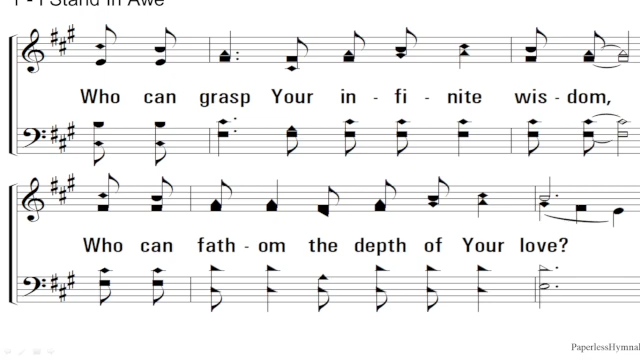 1 - I Stand In Awe
Who can grasp Your in - fi - nite wis - dom,
Who can fath - om the depth of Your love?
PaperlessHymnal